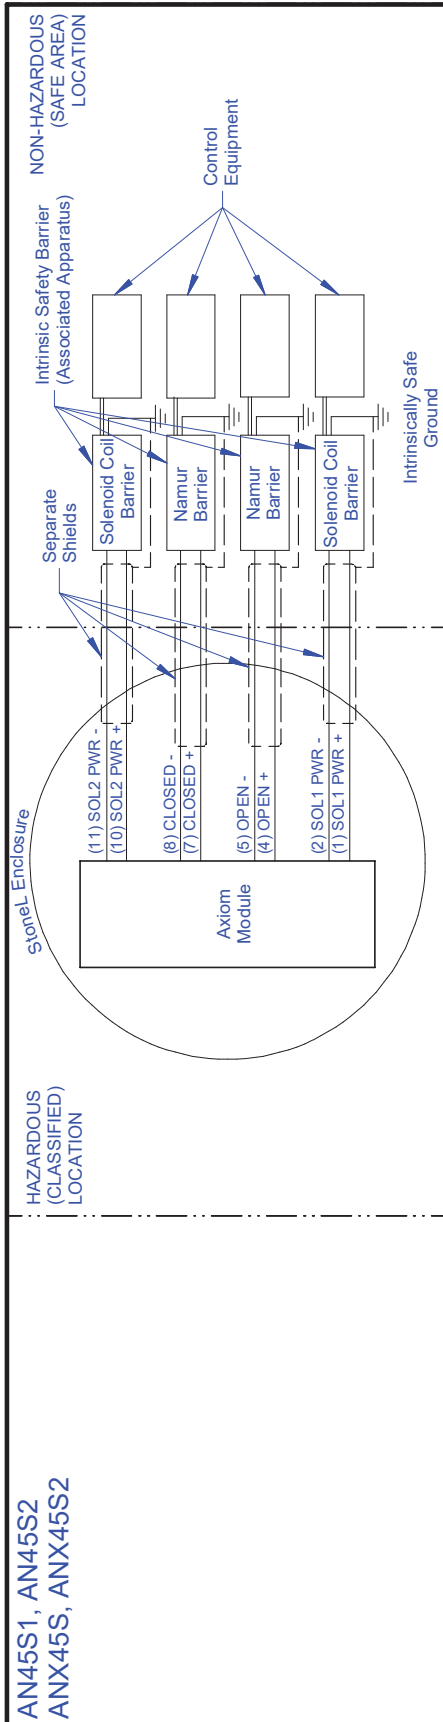 AN45S1, AN45S2
ANX45S, ANX45S2
HAZARDOUS
(CLASSIFIED)
LOCATION
StoneL Enclosure
Axiom
Module
(11) SOL2 PWR -
(10) SOL2 PWR +
(8) CLOSED -
(7) CLOSED +
(5) OPEN -
(4) OPEN +
(2) SOL1 PWR -
(1) SOL1 PWR +
Separate
Shields
Intrinsic Safety Barrier
(Associated Apparatus)
Solenoid Coil
Barrier
Namur
Barrier
Namur
Barrier
Solenoid Coil
Barrier
Intrinsically Safe
Ground
Control
Equipment
NON-HAZARDOUS
(SAFE AREA)
LOCATION